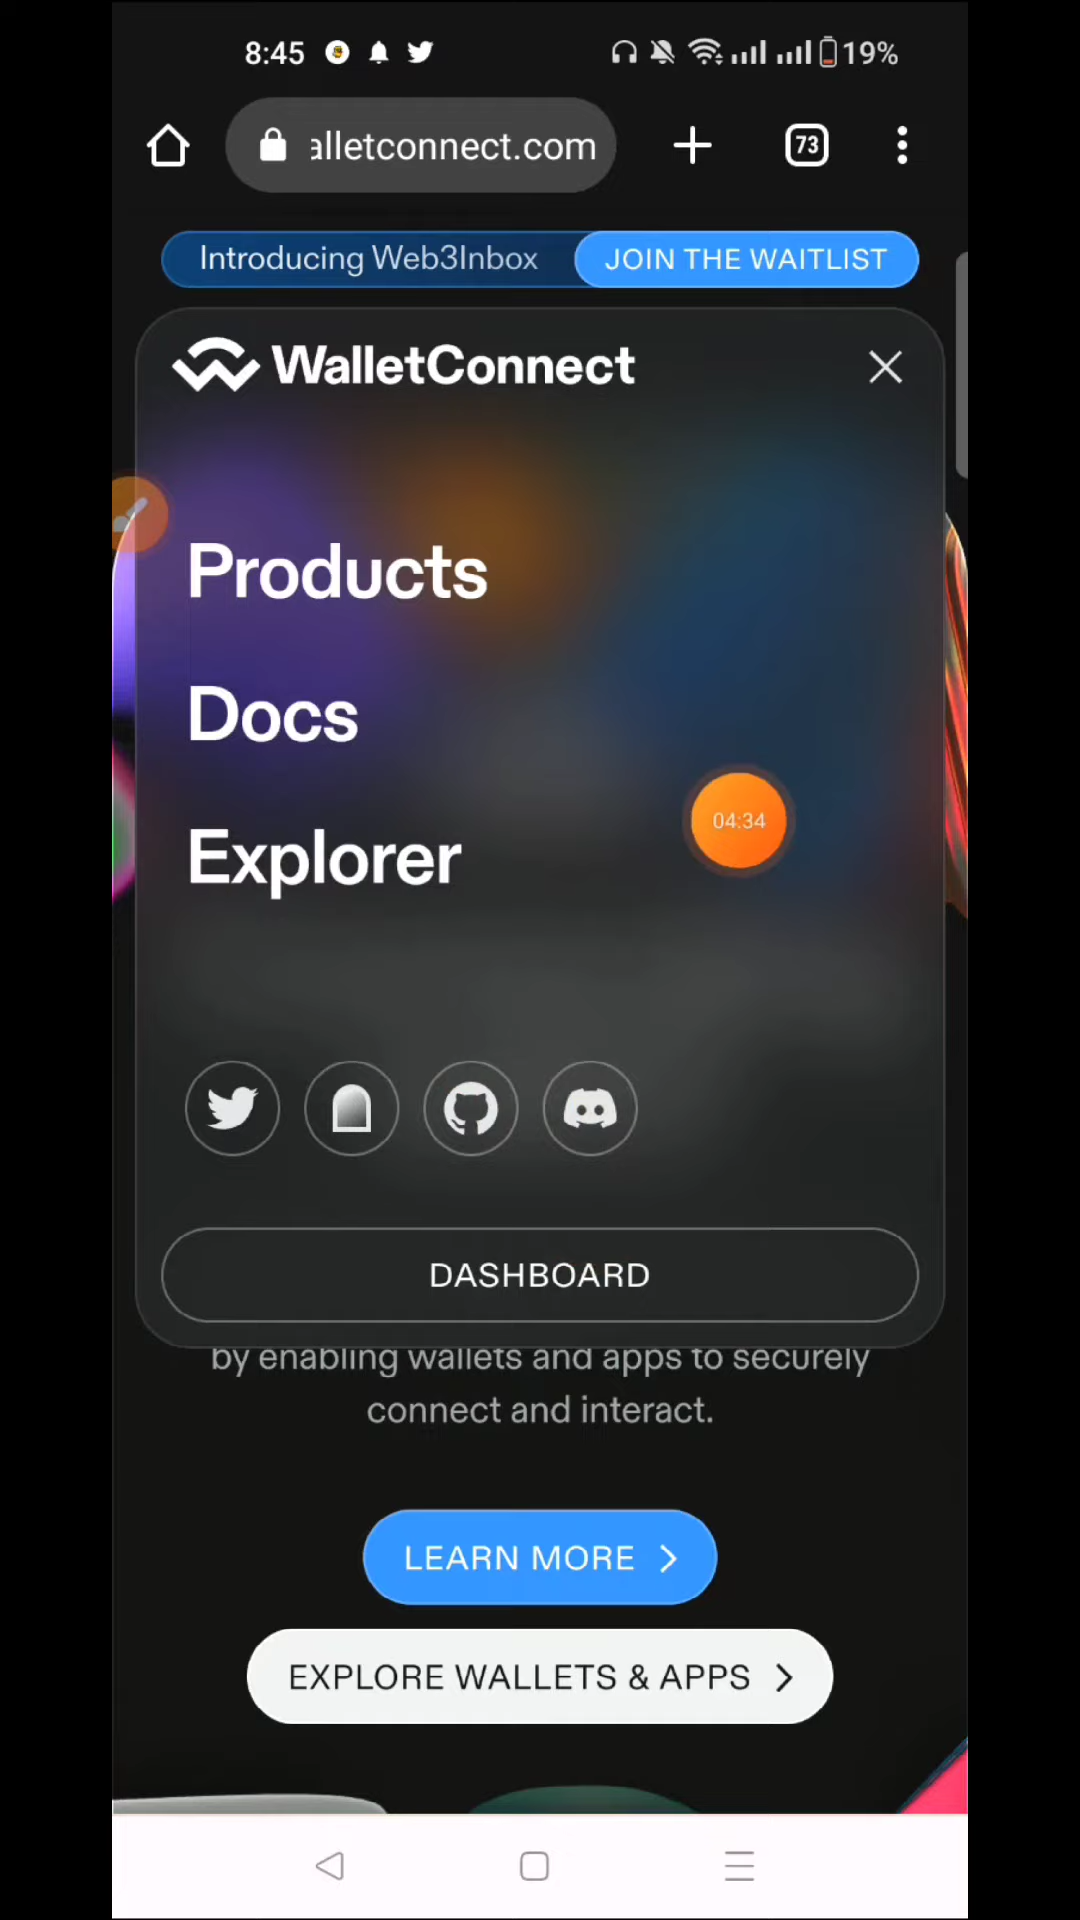 8:45
19%
alletconnect.com
73
Introducing Web3Inbox
JOIN THE WAITLIST
WalletConnect
Products
Docs
04:34
Explorer
DASHBOARD
by enabling wallets and apps to securely
connect and interact.
LEARN MORE
EXPLORE WALLETS & APPS